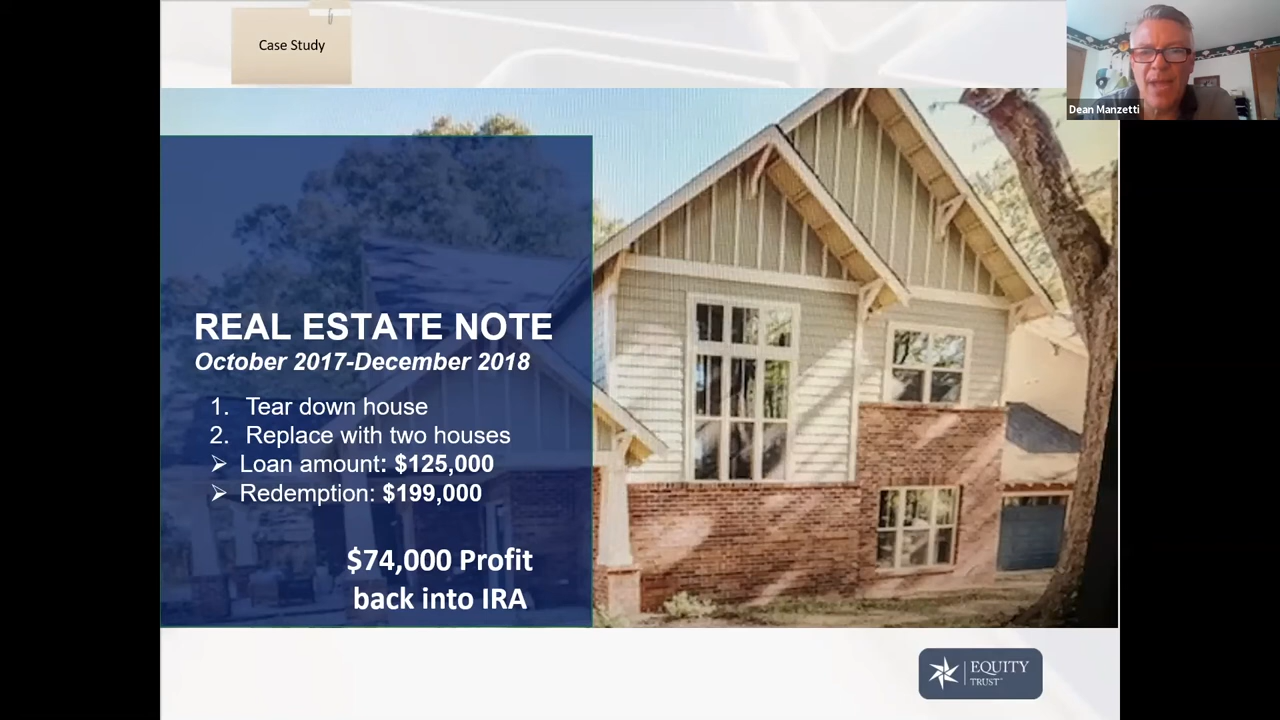 Case Study
Dean Manzetti
REAL ESTATE NOTE
October 2017-December 2018
1. Tear down house
2. Replace with two houses
➢ Loan amount: $125,000
➢ Redemption: $199,000
$74,000 Profit
back into IRA
EQUITY
TRUST